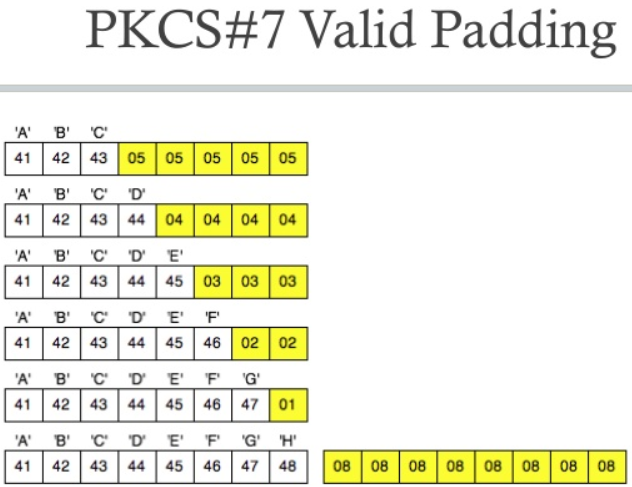 PKCS#7 Valid Padding
'A' 'B' 'C'
41 42 43 05 05 05 05 05
'A' 'B' 'C' 'D'
41 42 43 44 04 04 04 04
'A' 'B' 'C' 'D' 'E'
41 42 43 44 45 03 03 03
'A' 'B' 'C' 'D' 'E' 'F'
41 42 43 44 45 46 02 02
'A' 'B' 'C' 'D' 'E' 'F' 'G'
41 42 43 44 45 46 47 01
'A' 'B' 'C' 'D' 'E' 'F' 'G' 'H'
41 42 43 44 45 46 47 48 08 08 08 08 08 08 08 08